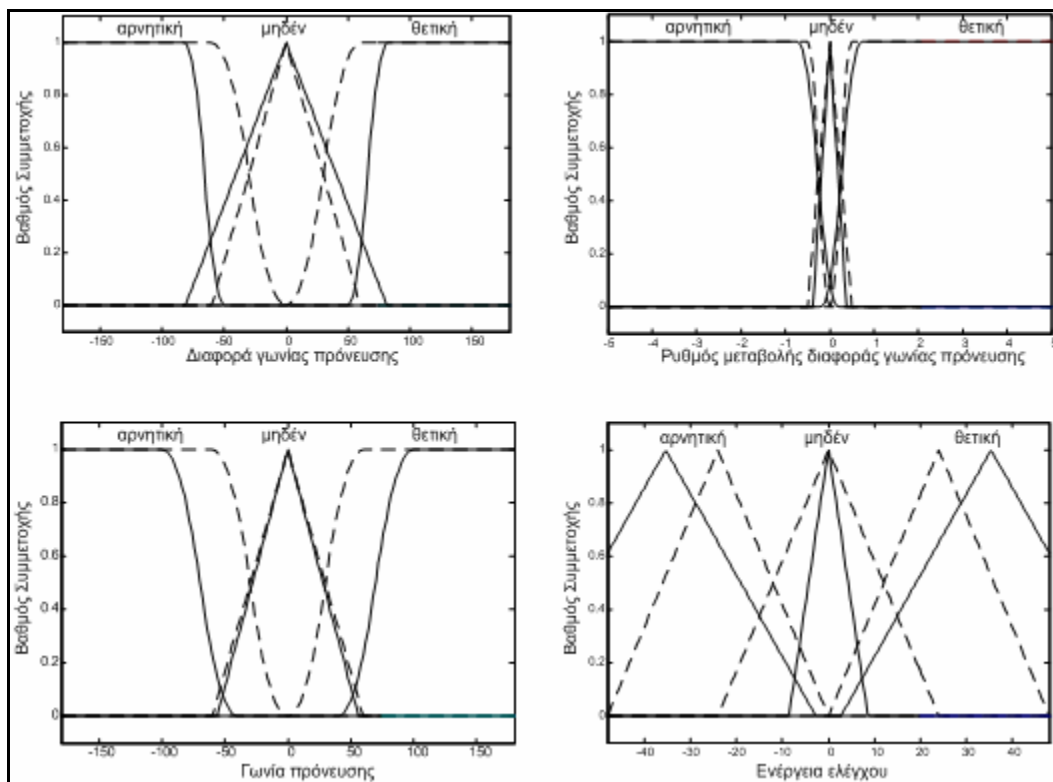 αρνητική μηδέν θετική
1
0.8
0.6
0.4
0.2
0
Βαθμός Συμμετοχής
-150 -100 -50 0 50 100 150
Διαφορά γωνίας πρόνευσης
αρνητική μηδέν θετική
1
0.8
0.6
0.4
0.2
0
Βαθμός Συμμετοχής
-5 -4 -3 -2 -1 0 1 2 3 4 5
Ρυθμός μεταβολής διαφοράς γωνίας πρόνευσης
αρνητική μηδέν θετική
1
0.8
0.6
0.4
0.2
0
Βαθμός Συμμετοχής
-150 -100 -50 0 50 100 150
Γωνία πρόνευσης
αρνητική μηδέν θετική
1
0.8
0.6
0.4
0.2
0
Βαθμός Συμμετοχής
-40 -30 -20 -10 0 10 20 30 40
Ενέργεια ελέγχου